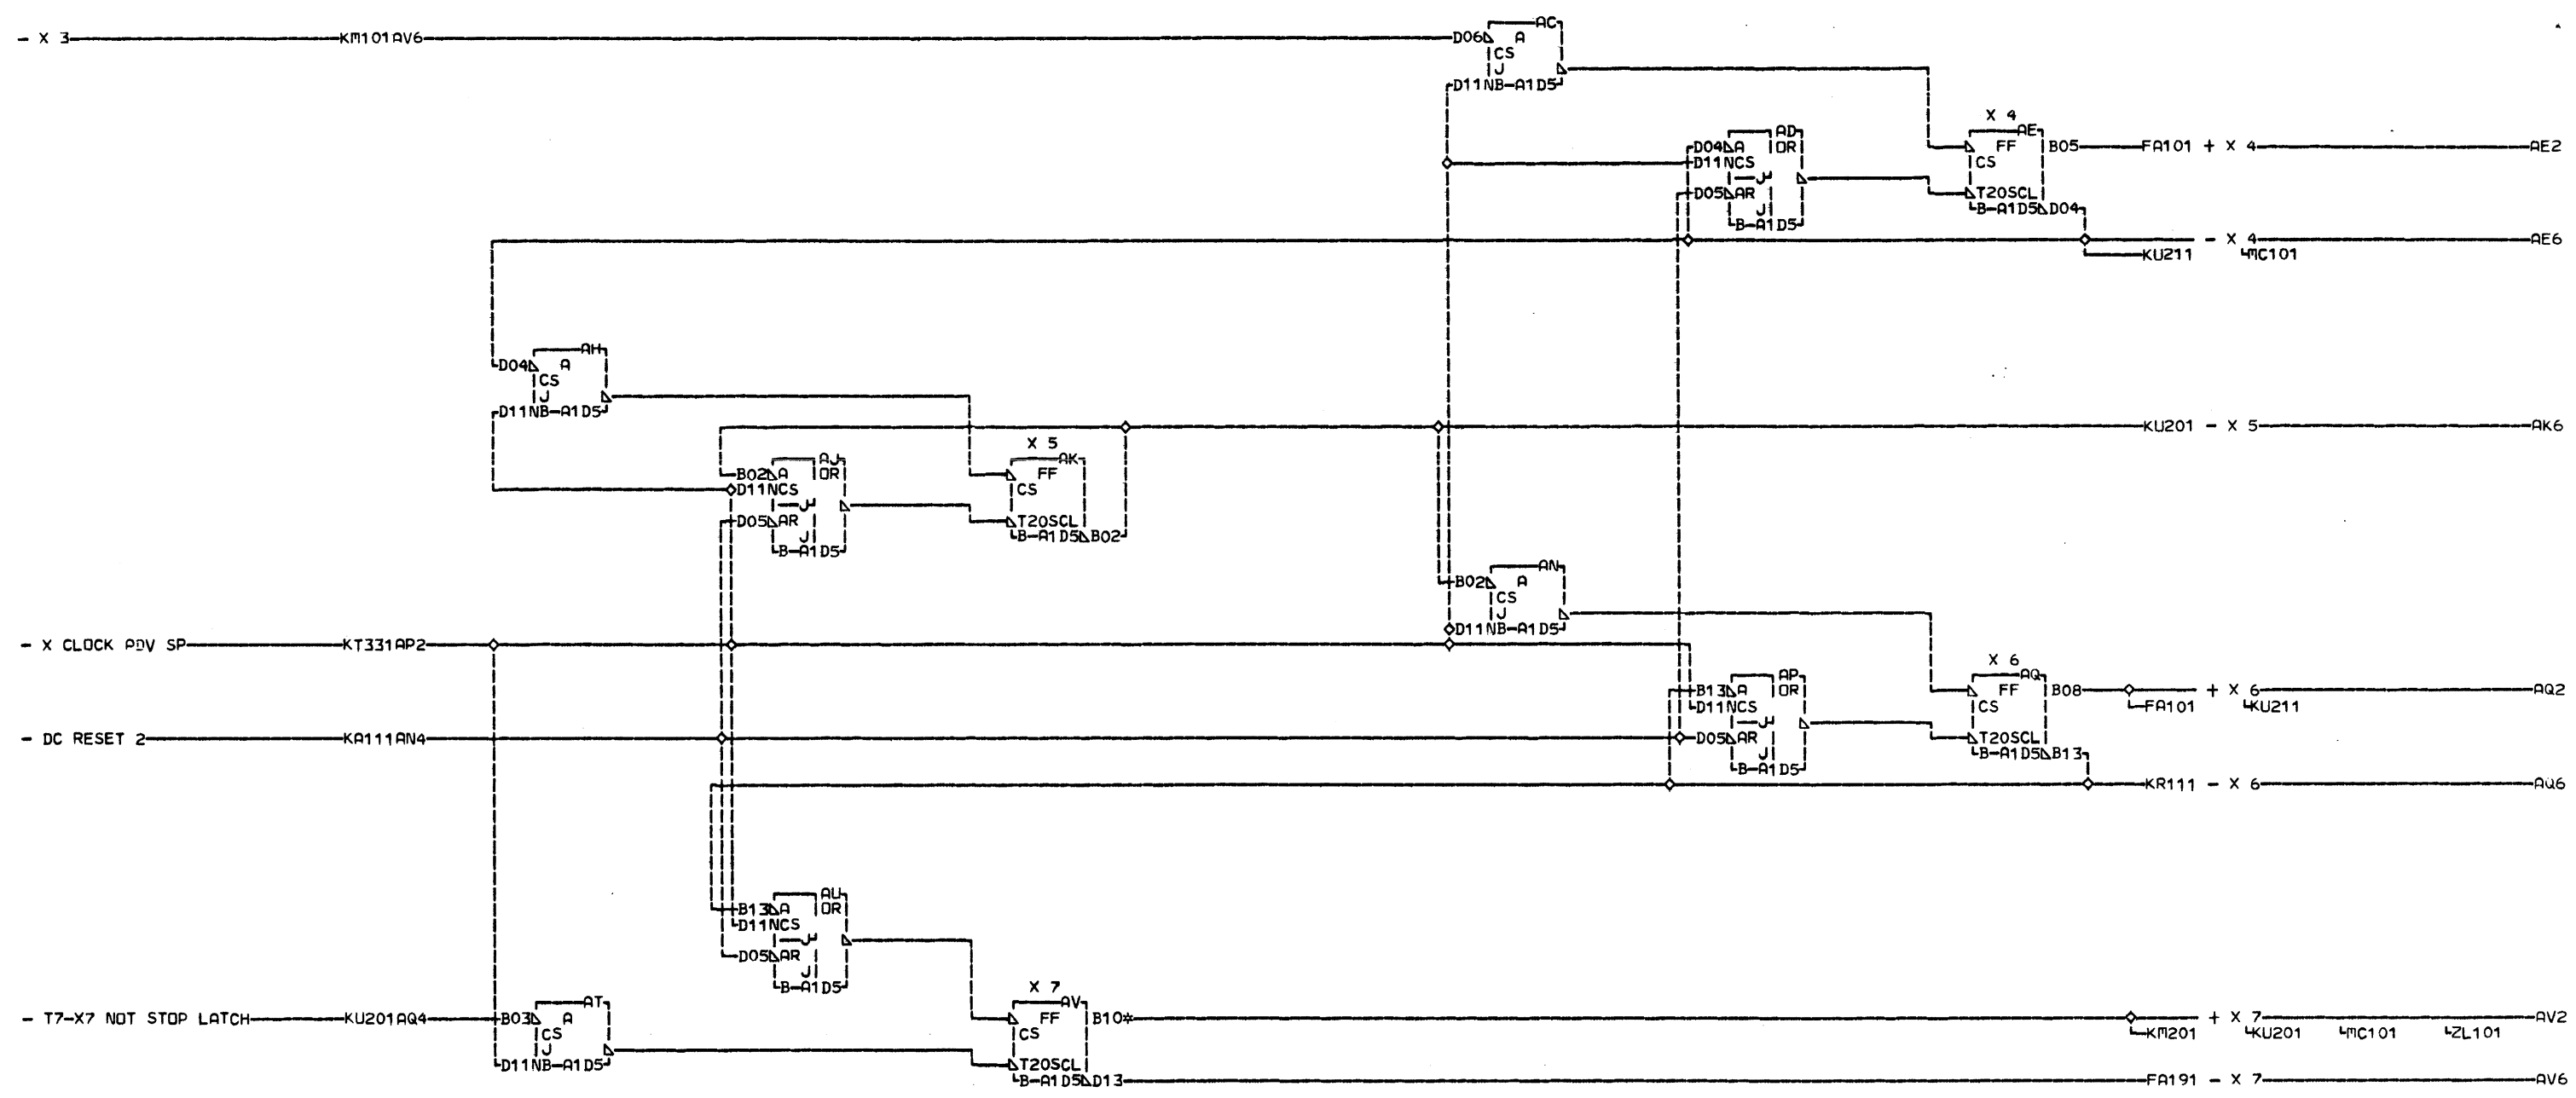 AC
- X 3 KM101AV6 D06 A
CS
J
D11NB-A1D5
X 4
AD AE
D04 A OR FF B05 FA101 + X 4 AE2
D11NCS CS
J
D05 AR T20SCL
J B-A1D5 D04
B-A1D5
- X 4 AE6
KU211 MC101
AH
D04 A
CS
J
D11NB-A1D5
KU201 - X 5 AK6
X 5
AJ AK
B02 A OR FF
D11NCS CS
J
D05 AR T20SCL
J B-A1D5 B02
B-A1D5
AN
B02 A
CS
J
D11NB-A1D5
- X CLOCK ADV SP KT331AP2
X 6
AP AQ
B13 A OR FF B08 + X 6 AQ2
D11NCS CS FA101 KU211
J
- DC RESET 2 KA111AN4 D05 AR T20SCL
J B-A1D5 B13
B-A1D5
KR111 - X 6 AQ6
AU
B13 A OR
D11NCS
J
D05 AR
J
B-A1D5
X 7
AT AV
- T7-X7 NOT STOP LATCH KU201AQ4 B03 A FF B10* + X 7 AV2
CS CS KM201 KU201 MC101 ZL101
J
D11NB-A1D5 T20SCL
B-A1D5 D13 FA191 - X 7 AV6